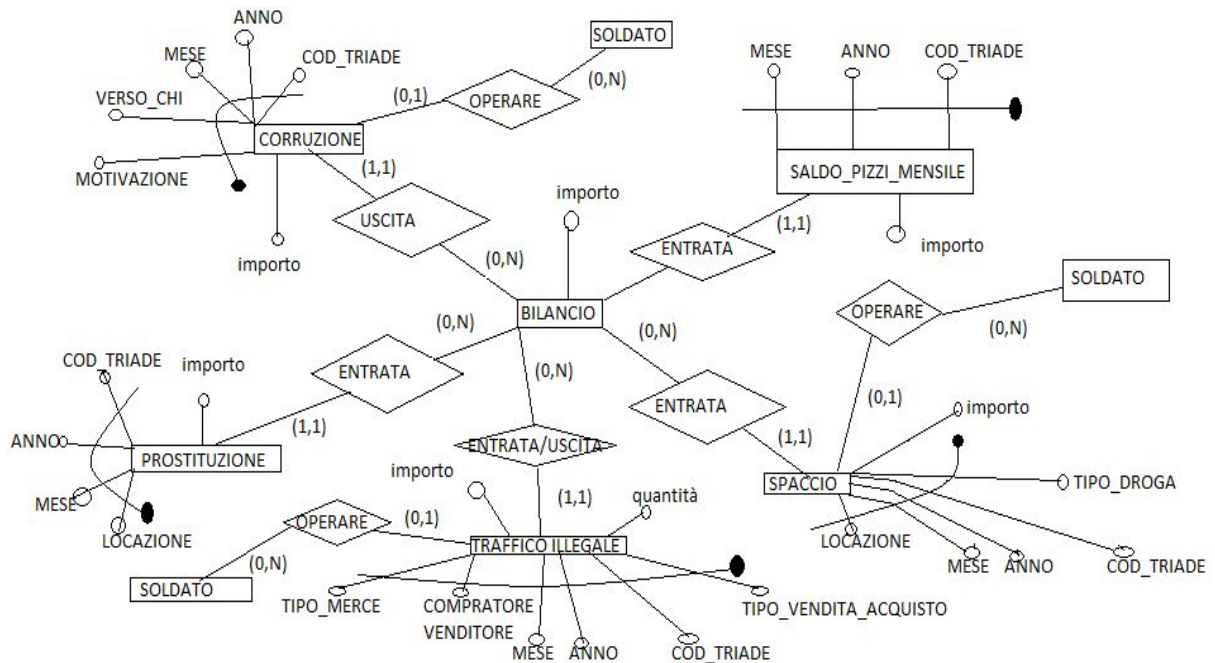 ANNO
SOLDATO
MESE
COD_TRIADE
MESE
ANNO
COD_TRIADE
VERSO_CHI
(0,1)
OPERARE
(0,N)
CORRUZIONE
MOTIVAZIONE
(1,1)
SALDO_PIZZI_MENSILE
importo
USCITA
(1,1)
importo
ENTRATA
importo
(0,N)
SOLDATO
BILANCIO
OPERARE
(0,N)
(0,N)
(0,N)
COD_TRIADE
importo
ENTRATA
(0,N)
ENTRATA
(0,1)
importo
(1,1)
ANNO
PROSTITUZIONE
ENTRATA/USCITA
(1,1)
importo
SPACCIO
TIPO_DROGA
MESE
(1,1)
quantità
OPERARE
(0,1)
LOCAZIONE
TRAFFICO ILLEGALE
LOCAZIONE
MESE
ANNO
COD_TRIADE
(0,N)
SOLDATO
TIPO_MERCE
COMPRATORE
VENDITORE
TIPO_VENDITA_ACQUISTO
MESE
ANNO
COD_TRIADE